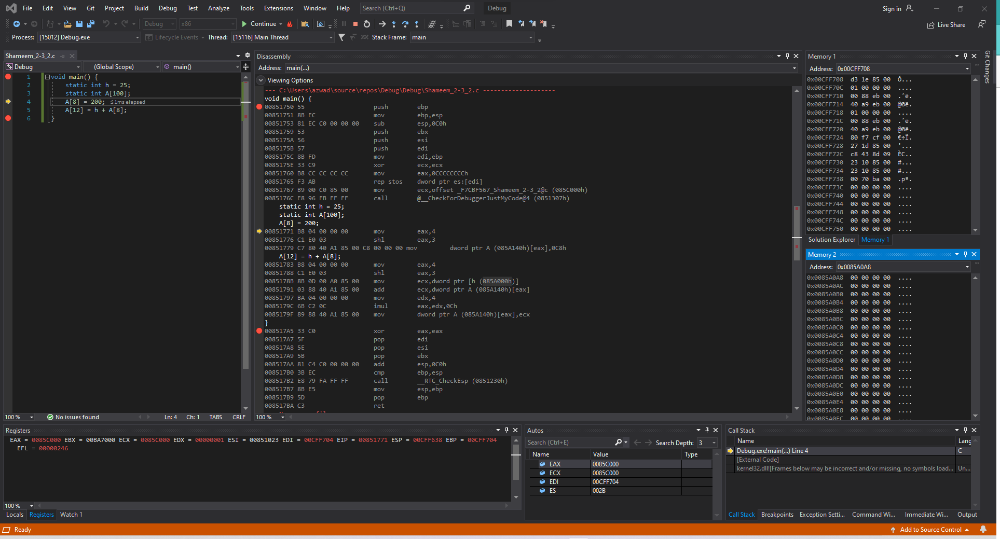 File Edit View Git Project Build Debug Test Analyze Tools Extensions Window Help Search (Ctrl+Q) Debug Sign in
Debug x86 Continue Live Share
Process: [15012] Debug.exe Lifecycle Events Thread: [15116] Main Thread Stack Frame: main
Shameem_2-3_2.c
Debug (Global Scope) main()
1 void main() {
2 static int h = 25;
3 static int A[100];
4 A[8] = 200; ≤1ms elapsed
5 A[12] = h + A[8];
6 }
100 % No issues found Ln: 4 Ch: 1 TABS CRLF
Disassembly
Address: main(...)
Viewing Options
--- C:\Users\azwad\source\repos\Debug\Debug\Shameem_2-3_2.c --------------------
void main() {
00851750 55 push ebp
00851751 8B EC mov ebp,esp
00851753 81 EC C0 00 00 00 sub esp,0C0h
00851759 53 push ebx
0085175A 56 push esi
0085175B 57 push edi
0085175C 8B FD mov edi,ebp
0085175E 33 C9 xor ecx,ecx
00851760 B8 CC CC CC CC mov eax,0CCCCCCCCh
00851765 F3 AB rep stos dword ptr es:[edi]
00851767 B9 00 C0 85 00 mov ecx,offset _F7CBF567_Shameem_2-3_2@c (085C000h)
0085176C E8 96 FB FF FF call @__CheckForDebuggerJustMyCode@4 (0851307h)
static int h = 25;
static int A[100];
A[8] = 200;
00851771 B8 04 00 00 00 mov eax,4
00851776 C1 E0 03 shl eax,3
00851779 C7 80 40 A1 85 00 C8 00 00 00 mov dword ptr A (085A140h)[eax],0C8h
A[12] = h + A[8];
00851783 B8 04 00 00 00 mov eax,4
00851788 C1 E0 03 shl eax,3
0085178B 8B 0D 00 A0 85 00 mov ecx,dword ptr [h (085A000h)]
00851791 03 88 40 A1 85 00 add ecx,dword ptr A (085A140h)[eax]
00851797 BA 04 00 00 00 mov edx,4
0085179C 6B C2 0C imul eax,edx,0Ch
0085179F 89 88 40 A1 85 00 mov dword ptr A (085A140h)[eax],ecx
}
008517A5 33 C0 xor eax,eax
008517A7 5F pop edi
008517A8 5E pop esi
008517A9 5B pop ebx
008517AA 81 C4 C0 00 00 00 add esp,0C0h
008517B0 3B EC cmp ebp,esp
008517B2 E8 79 FA FF FF call __RTC_CheckEsp (0851230h)
008517B7 8B E5 mov esp,ebp
008517B9 5D pop ebp
008517BA C3 ret
100 %
Memory 1
Address: 0x00CFF708
0x00CFF708 d3 1e 85 00 Ó...
0x00CFF70C 01 00 00 00 ....
0x00CFF710 00 88 eb 00 .ˆë.
0x00CFF714 40 a9 eb 00 @©ë.
0x00CFF718 01 00 00 00 ....
0x00CFF71C 00 88 eb 00 .ˆë.
0x00CFF720 40 a9 eb 00 @©ë.
0x00CFF724 80 f7 cf 00 €÷Ï.
0x00CFF728 27 1d 85 00 '...
0x00CFF72C c8 43 8d 09 ÈC..
0x00CFF730 23 10 85 00 #...
0x00CFF734 23 10 85 00 #...
0x00CFF738 00 70 ba 00 .pº.
0x00CFF73C 00 00 00 00 ....
0x00CFF740 00 00 00 00 ....
0x00CFF744 00 00 00 00 ....
0x00CFF748 00 00 00 00 ....
0x00CFF74C 00 00 00 00 ....
0x00CFF750 00 00 00 00 ....
Solution Explorer Memory 1
Git Changes
Memory 2
Address: 0x0085A0A8
0x0085A0A8 00 00 00 00 ....
0x0085A0AC 00 00 00 00 ....
0x0085A0B0 00 00 00 00 ....
0x0085A0B4 00 00 00 00 ....
0x0085A0B8 00 00 00 00 ....
0x0085A0BC 00 00 00 00 ....
0x0085A0C0 00 00 00 00 ....
0x0085A0C4 00 00 00 00 ....
0x0085A0C8 00 00 00 00 ....
0x0085A0CC 00 00 00 00 ....
0x0085A0D0 00 00 00 00 ....
0x0085A0D4 00 00 00 00 ....
0x0085A0D8 00 00 00 00 ....
0x0085A0DC 00 00 00 00 ....
0x0085A0E0 00 00 00 00 ....
0x0085A0E4 00 00 00 00 ....
0x0085A0E8 00 00 00 00 ....
0x0085A0EC 00 00 00 00 ....
Registers
EAX = 0085C000 EBX = 00BA7000 ECX = 0085C000 EDX = 00000001 ESI = 00851023 EDI = 00CFF704 EIP = 00851771 ESP = 00CFF638 EBP = 00CFF704
EFL = 00000246
100 %
Locals Registers Watch 1
Autos
Search (Ctrl+E) Search Depth: 3
Name Value Type
EAX 0085C000
ECX 0085C000
EDI 00CFF704
ES 002B
Call Stack
Name Lang
Debug.exe!main(...) Line 4 C
[External Code]
kernel32.dll![Frames below may be incorrect and/or missing, no symbols load... Un...
Call Stack Breakpoints Exception Setti... Command Wi... Immediate Wi... Output
Ready Add to Source Control